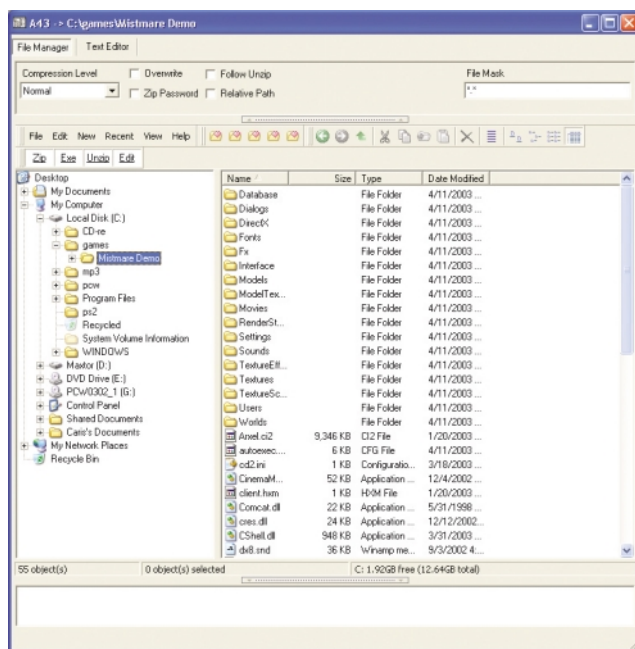 A43 -> C:\games\Mistmare Demo
File Manager Text Editor
Compression Level Overwrite Follow Unzip File Mask
Normal Zip Password Relative Path *.*
File Edit New Recent View Help
Zip Exe Unzip Edit
Desktop
My Documents
My Computer
Local Disk (C:)
CD-re
games
Mistmare Demo
mp3
pcw
Program Files
ps2
Recycled
System Volume Information
WINDOWS
Maxtor (D:)
DVD Drive (E:)
PCW0302_1 (G:)
Control Panel
Shared Documents
Caris's Documents
My Network Places
Recycle Bin
Name Size Type Date Modified
Database File Folder 4/11/2003 ...
Dialogs File Folder 4/11/2003 ...
DirectX File Folder 4/11/2003 ...
Fonts File Folder 4/11/2003 ...
Fx File Folder 4/11/2003 ...
Interface File Folder 4/11/2003 ...
Models File Folder 4/11/2003 ...
ModelTex... File Folder 4/11/2003 ...
Movies File Folder 4/11/2003 ...
RenderSt... File Folder 4/11/2003 ...
Settings File Folder 4/11/2003 ...
Sounds File Folder 4/11/2003 ...
TextureEff... File Folder 4/11/2003 ...
Textures File Folder 4/11/2003 ...
TextureSc... File Folder 4/11/2003 ...
Users File Folder 4/11/2003 ...
Worlds File Folder 4/11/2003 ...
Arxel.ci2 9,346 KB CI2 File 1/20/2003 ...
autoexec.... 6 KB CFG File 4/11/2003 ...
cd2.ini 1 KB Configuratio... 3/18/2003 ...
CinemaM... 52 KB Application ... 12/4/2002 ...
client.hxm 1 KB HXM File 1/20/2003 ...
Comcat.dll 22 KB Application ... 5/31/1998 ...
cres.dll 24 KB Application ... 12/12/2002...
CShell.dll 948 KB Application ... 3/31/2003 ...
dx8.snd 36 KB Winamp me... 9/3/2002 4:...
55 object(s) 0 object(s) selected C: 1.92GB free (12.64GB total)